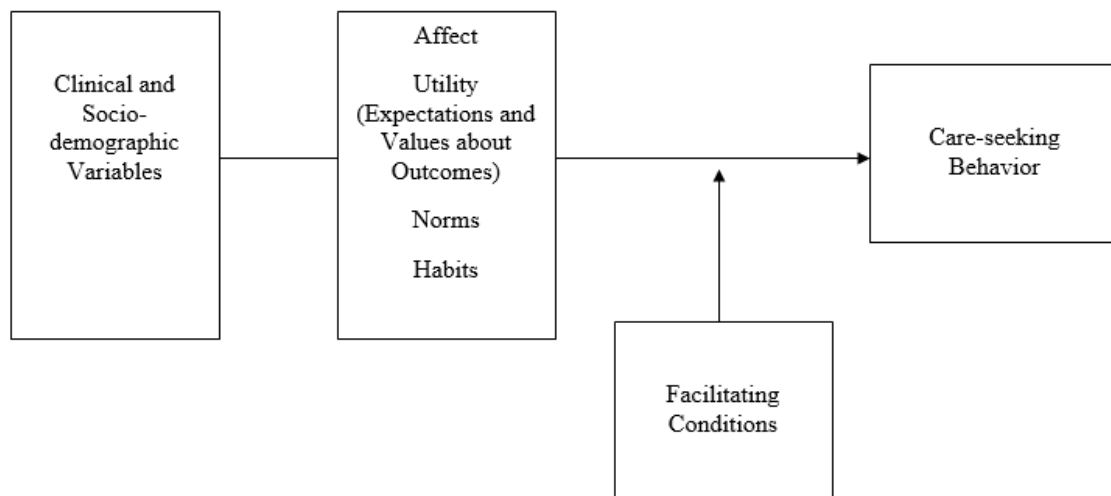 Clinical and
Socio-
demographic
Variables
Affect
Utility
(Expectations and
Values about
Outcomes)
Norms
Habits
Care-seeking
Behavior
Facilitating
Conditions